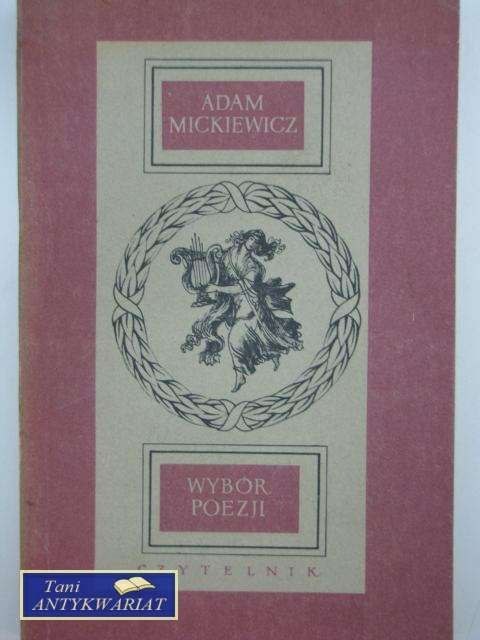 ADAM
MICKIEWICZ
WYBÓR
POEZJI
CZYTELNIK
Tani
ANTYKWARIAT